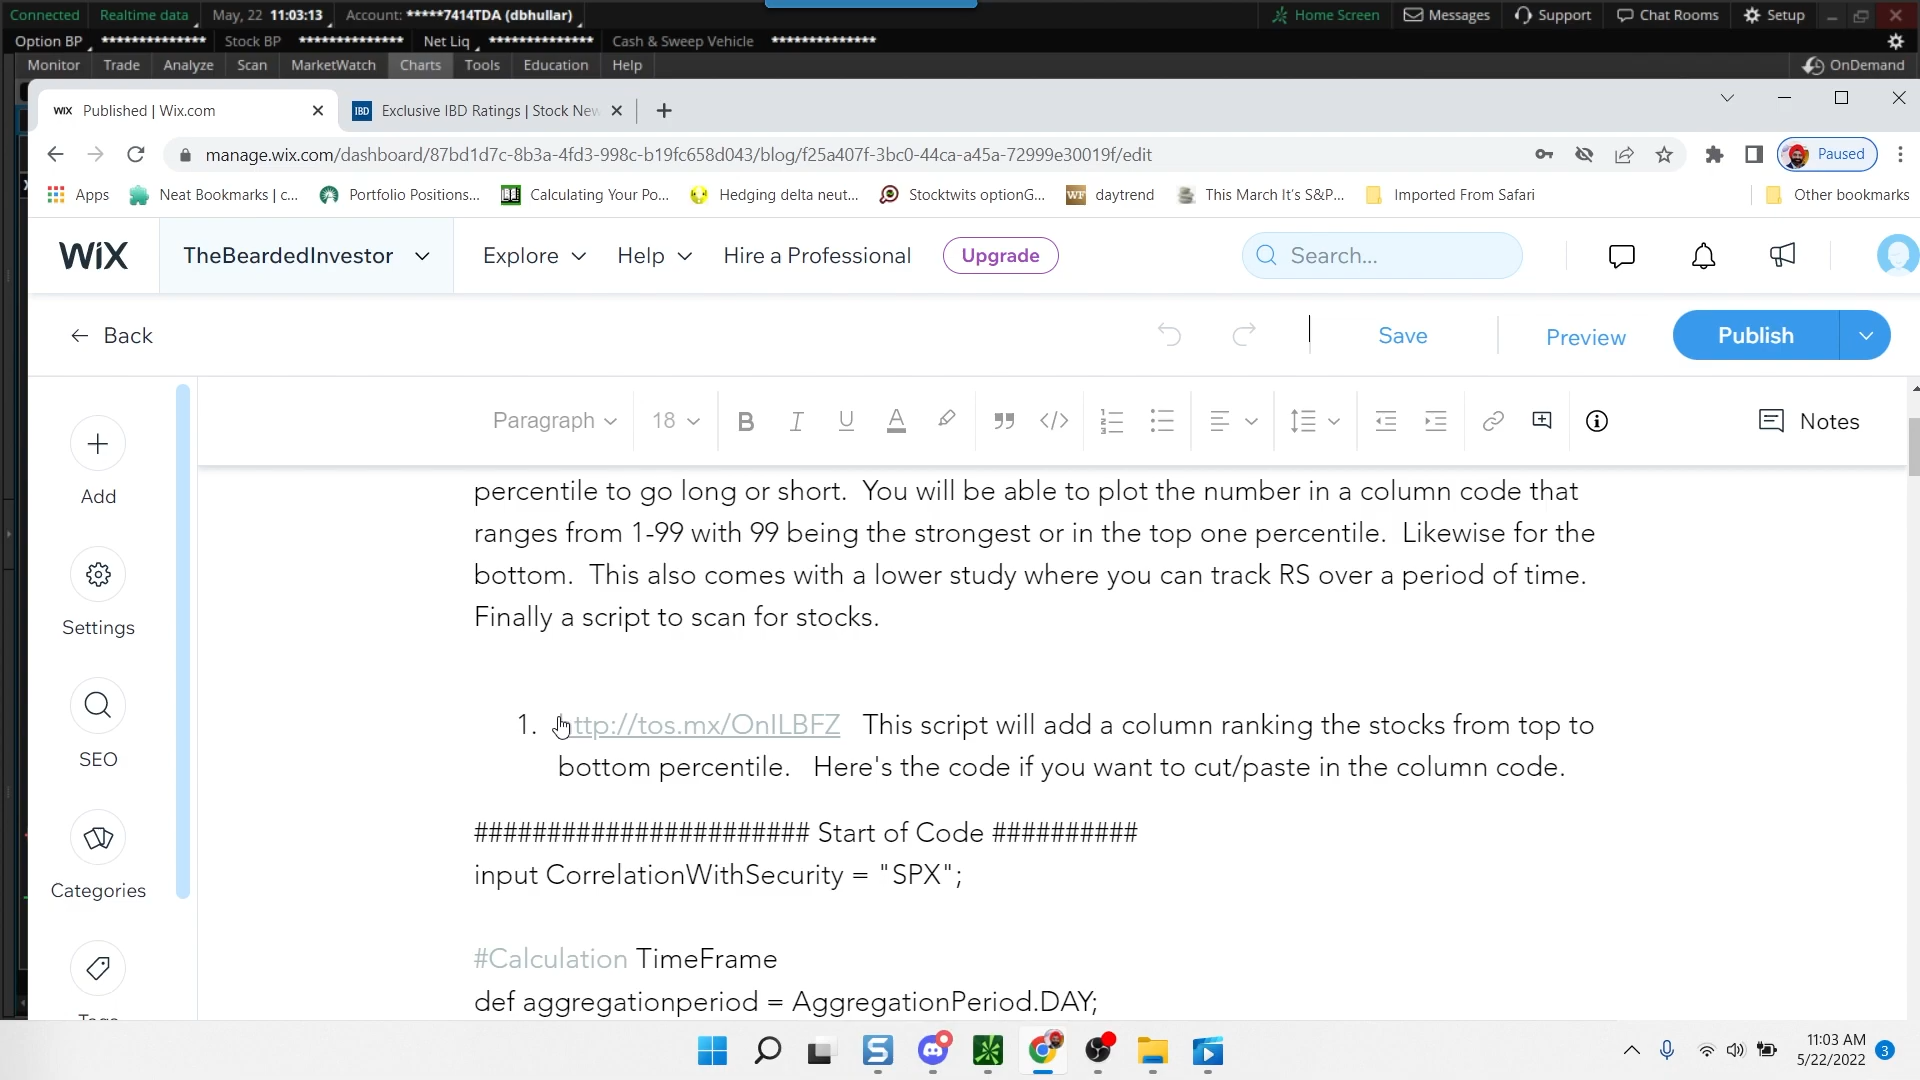 Connected Realtime data May, 22 11:03:13 Account: *****7414TDA (dbhullar) Home Screen Messages Support Chat Rooms Setup
Option BP ************** Stock BP ************** Net Liq ************** Cash & Sweep Vehicle **************
Monitor Trade Analyze Scan MarketWatch Charts Tools Education Help OnDemand
WIX Published | Wix.com IBD Exclusive IBD Ratings | Stock New
manage.wix.com/dashboard/87bd1d7c-8b3a-4fd3-998c-b19fc658d043/blog/f25a407f-3bc0-44ca-a45a-72999e30019f/edit Paused
Apps Neat Bookmarks | c... Portfolio Positions... Calculating Your Po... Hedging delta neut... Stocktwits optionG... WF daytrend This March It's S&P... Imported From Safari Other bookmarks
WiX TheBeardedInvestor Explore Help Hire a Professional Upgrade Search...
Back Save Preview Publish
Paragraph 18 B I U A Notes
Add
Settings
SEO
Categories
Tags
percentile to go long or short. You will be able to plot the number in a column code that
ranges from 1-99 with 99 being the strongest or in the top one percentile. Likewise for the
bottom. This also comes with a lower study where you can track RS over a period of time.
Finally a script to scan for stocks.
1. http://tos.mx/OnILBFZ This script will add a column ranking the stocks from top to
bottom percentile. Here's the code if you want to cut/paste in the column code.
####################### Start of Code ##########
input CorrelationWithSecurity = "SPX";
#Calculation TimeFrame
def aggregationperiod = AggregationPeriod.DAY;
11:03 AM
5/22/2022 3